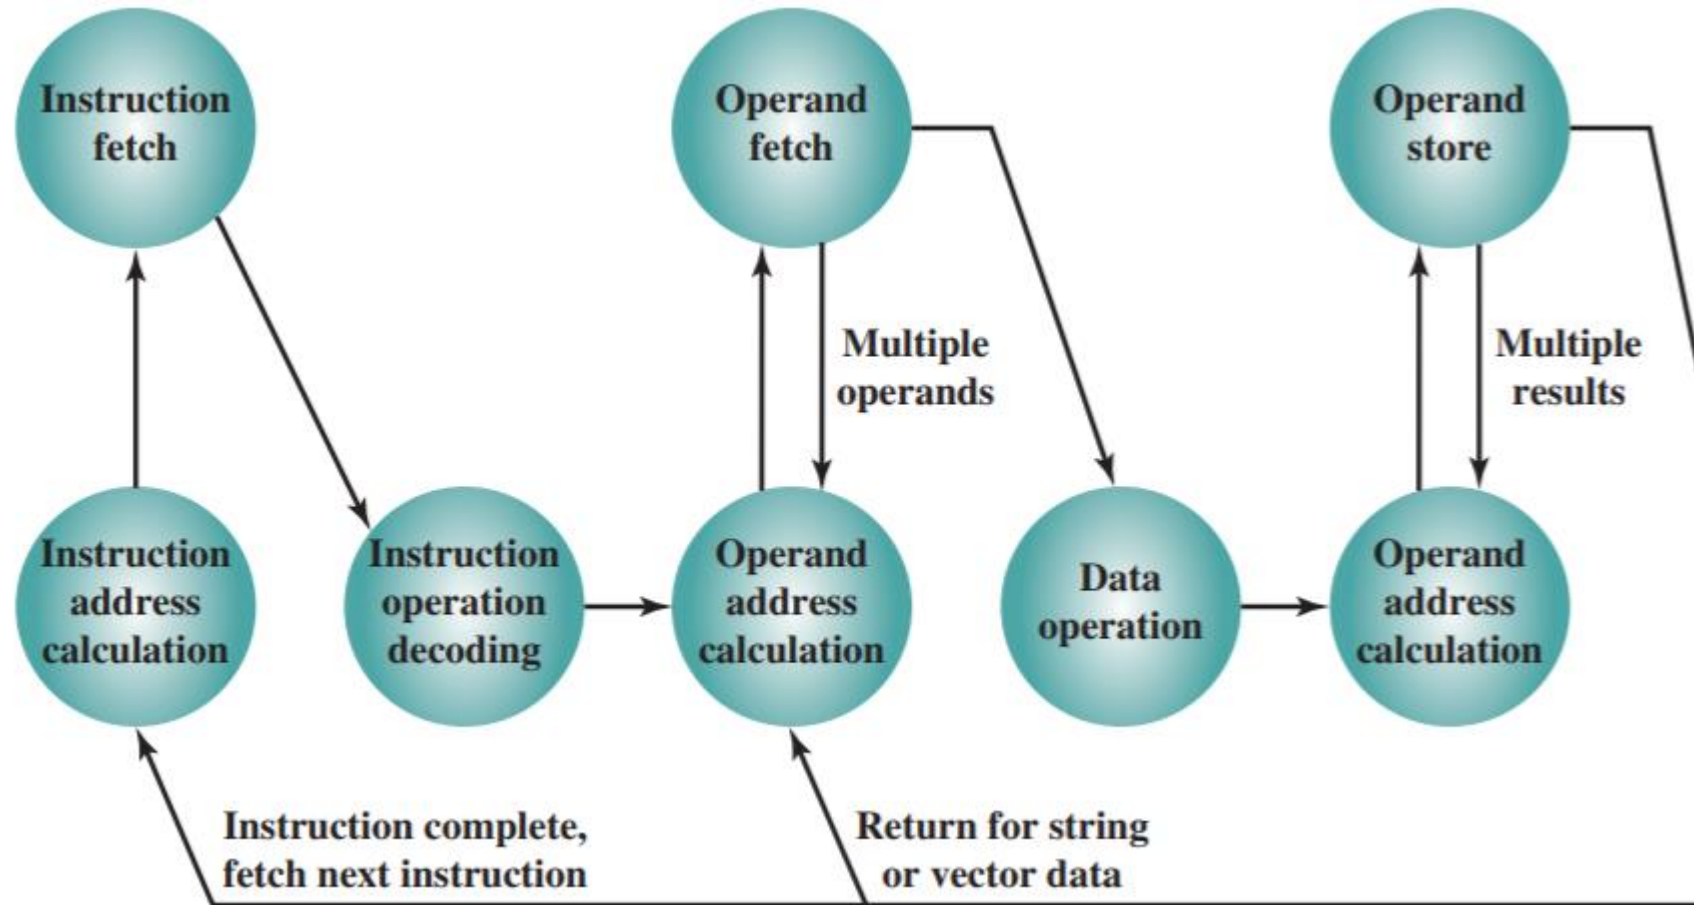 Instruction
fetch
Operand
fetch
Operand
store
Multiple
operands
Multiple
results
Instruction
address
calculation
Instruction
operation
decoding
Operand
address
calculation
Data
operation
Operand
address
calculation
Instruction complete,
fetch next instruction
Return for string
or vector data